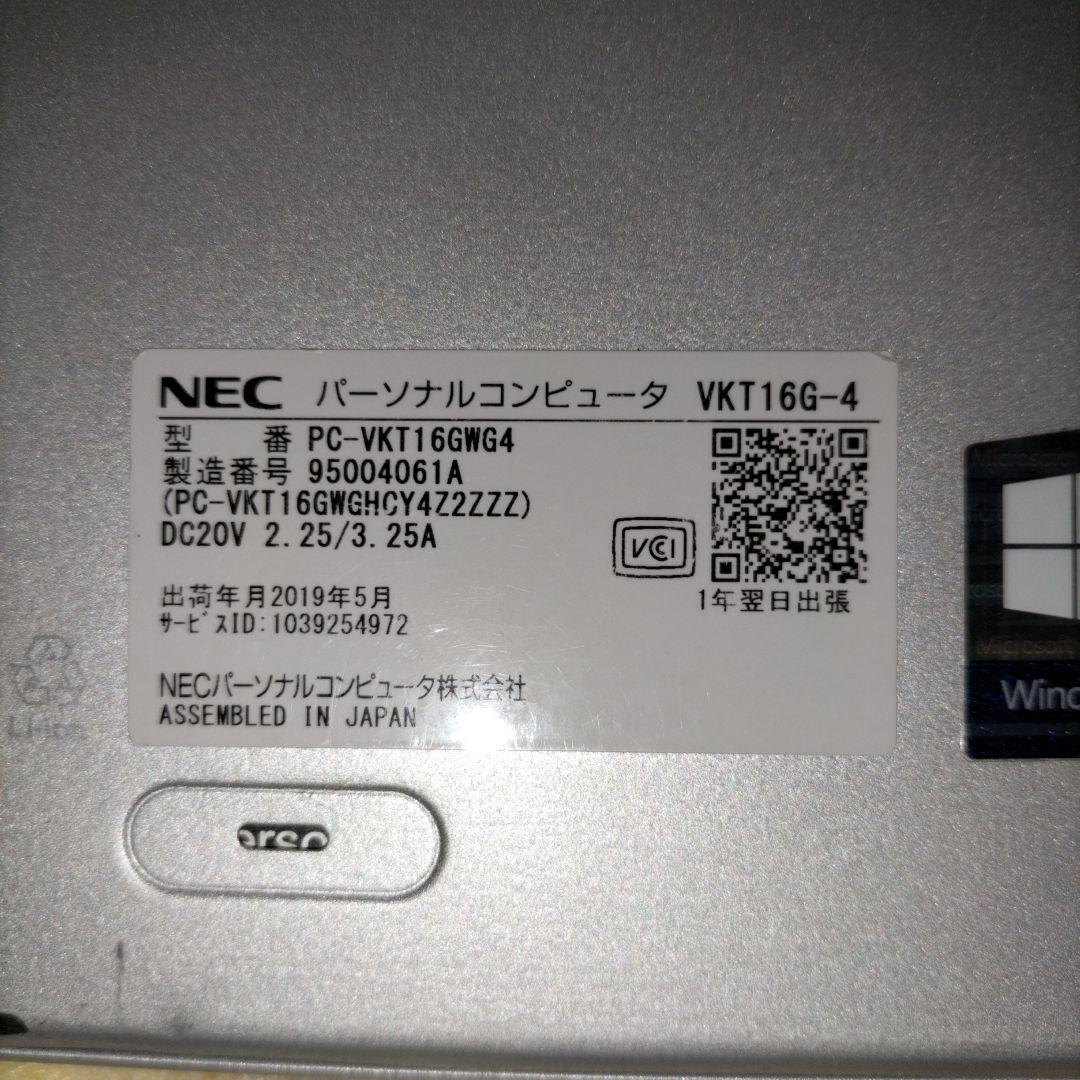 NEC パーソナルコンピュータ VKT16G-4
型 番 PC-VKT16GWG4
製造番号 95004061A
(PC-VKT16GWGHCY4Z2ZZZ)
DC20V 2.25/3.25A
VCI
1年翌日出張
出荷年月2019年5月
ｻｰﾋﾞｽID:1039254972
NECパーソナルコンピュータ株式会社
ASSEMBLED IN JAPAN
Li-ion
Microsoft
Microsoft
Wind
erso